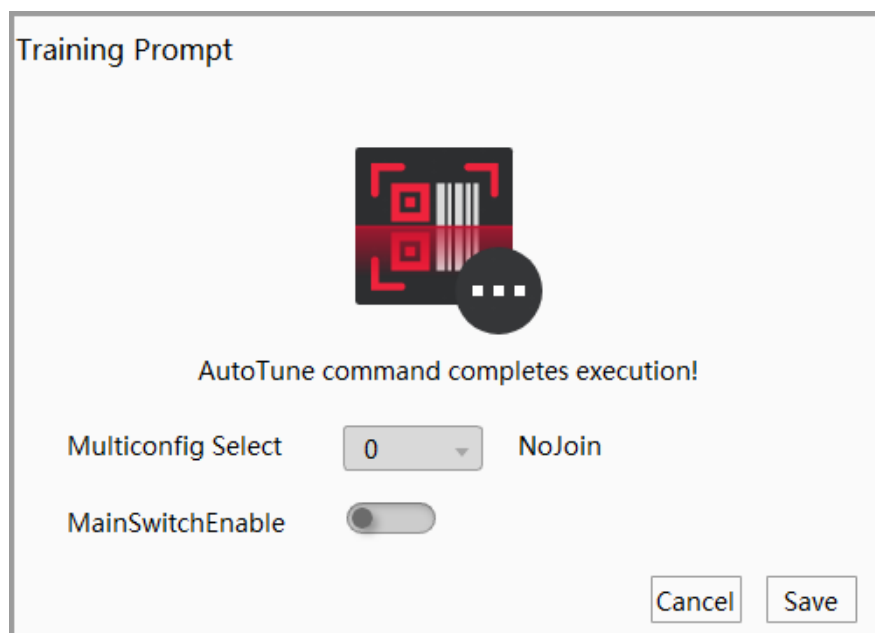 Training Prompt
AutoTune command completes execution!
Multiconfig Select 0 NoJoin
MainSwitchEnable
Cancel Save